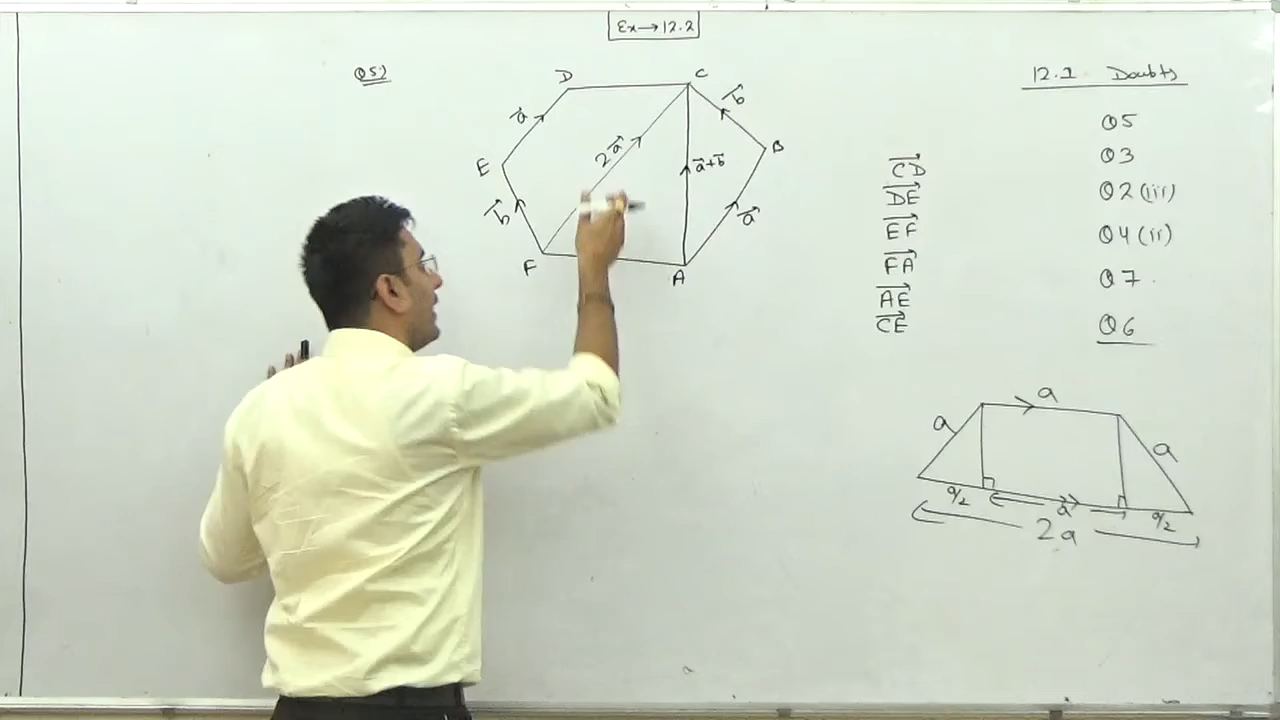 Ex→12.2
Q5)
D
C
b⃗
a⃗
B
E
2a⃗
a⃗+b⃗
b⃗
a⃗
F
A
CD⃗
DE⃗
EF⃗
FA⃗
AE⃗
CE⃗
12.1 Doubts
Q5
Q3
Q2(iii)
Q4(ii)
Q7.
Q6
a
a
a
a/2
a
a/2
2a